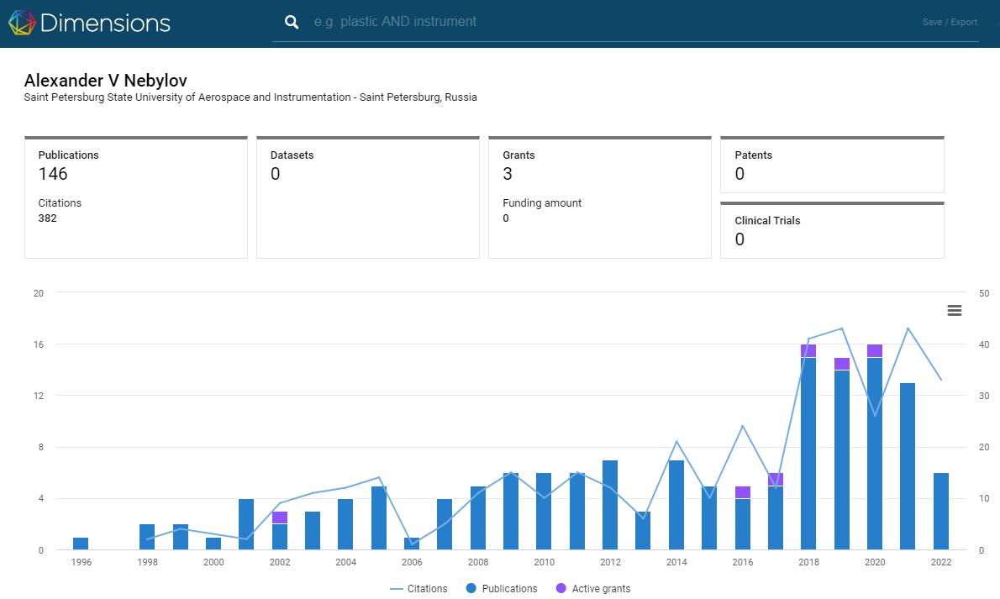 Dimensions
e.g. plastic AND instrument
Save / Export
Alexander V Nebylov
Saint Petersburg State University of Aerospace and Instrumentation - Saint Petersburg, Russia
Publications
146
Citations
382
Datasets
0
Grants
3
Funding amount
0
Patents
0
Clinical Trials
0
20
16
12
8
4
0
50
40
30
20
10
0
1996 1998 2000 2002 2004 2006 2008 2010 2012 2014 2016 2018 2020 2022
Citations Publications Active grants